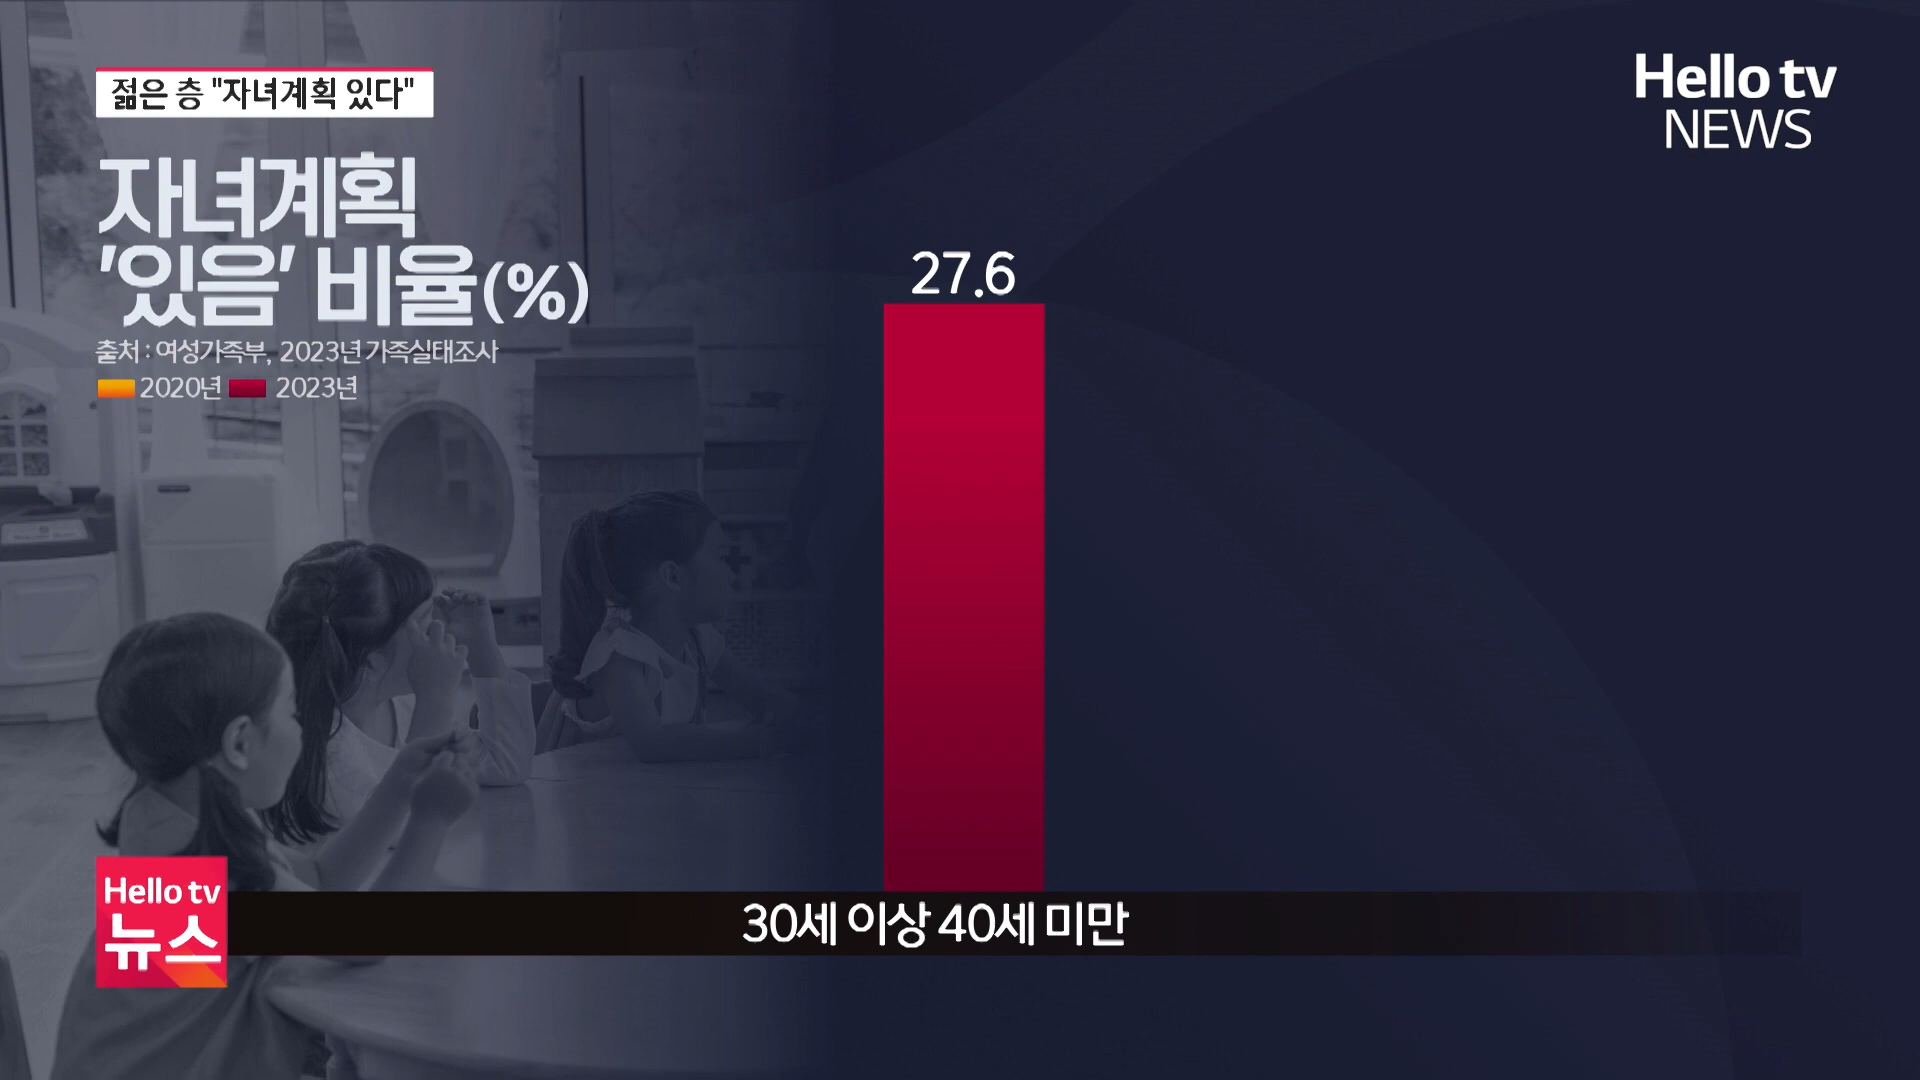 젊은 층 "자녀계획 있다"
Hello tv
NEWS
자녀계획
'있음' 비율(%)
출처 : 여성가족부, 2023년 가족실태조사
2020년 2023년
27.6
30세 이상 40세 미만
Hello tv
뉴스